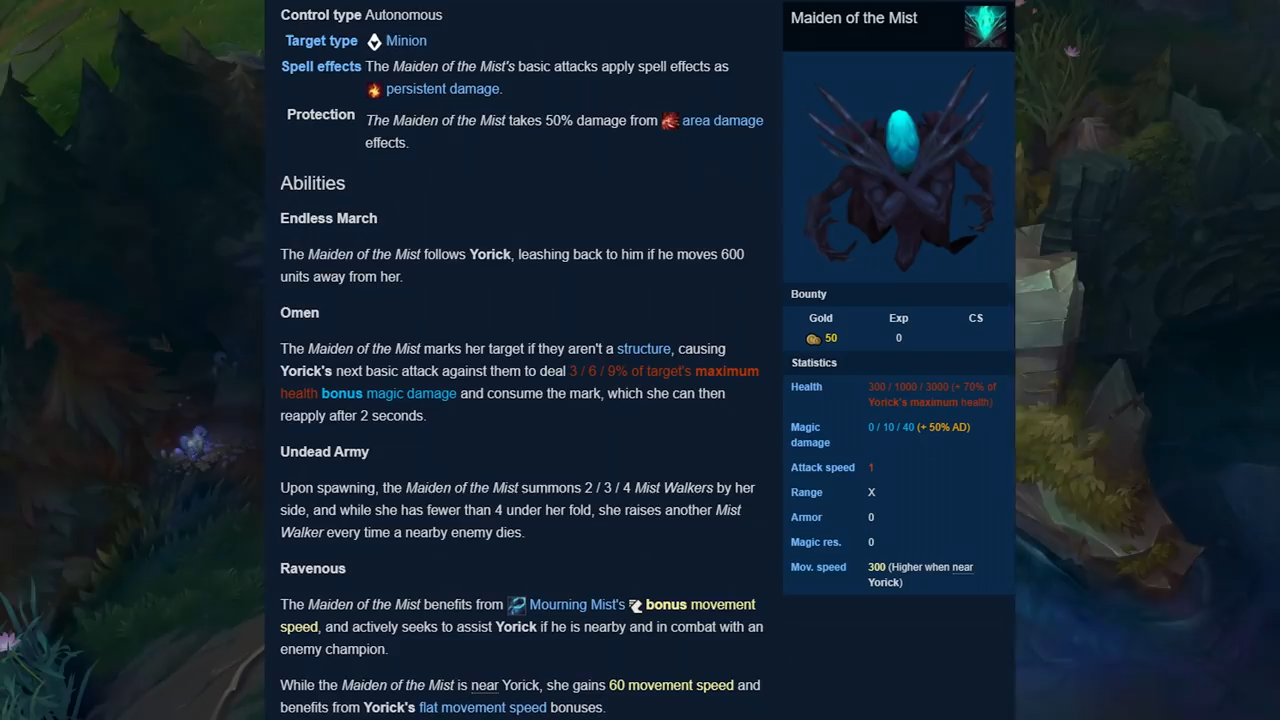 Control type Autonomous
Target type Minion
Spell effects The Maiden of the Mist's basic attacks apply spell effects as
persistent damage.
Protection The Maiden of the Mist takes 50% damage from area damage
effects.
Abilities
Endless March
The Maiden of the Mist follows Yorick, leashing back to him if he moves 600
units away from her.
Omen
The Maiden of the Mist marks her target if they aren't a structure, causing
Yorick's next basic attack against them to deal 3 / 6 / 9% of target's maximum
health bonus magic damage and consume the mark, which she can then
reapply after 2 seconds.
Undead Army
Upon spawning, the Maiden of the Mist summons 2 / 3 / 4 Mist Walkers by her
side, and while she has fewer than 4 under her fold, she raises another Mist
Walker every time a nearby enemy dies.
Ravenous
The Maiden of the Mist benefits from Mourning Mist's bonus movement
speed, and actively seeks to assist Yorick if he is nearby and in combat with an
enemy champion.
While the Maiden of the Mist is near Yorick, she gains 60 movement speed and
benefits from Yorick's flat movement speed bonuses.
Maiden of the Mist
Bounty
Gold Exp CS
50 0
Statistics
Health 300 / 1000 / 3000 (+ 70% of
Yorick's maximum health)
Magic 0 / 10 / 40 (+ 50% AD)
damage
Attack speed 1
Range X
Armor 0
Magic res. 0
Mov. speed 300 (Higher when near
Yorick)